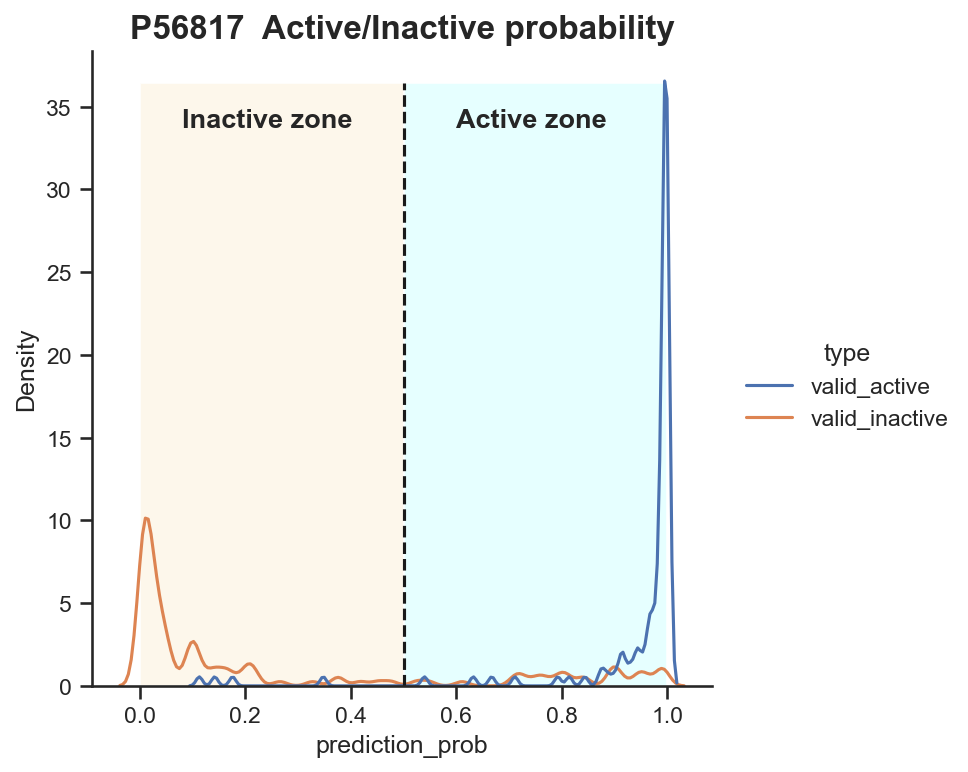 P56817  Active/Inactive probability
Inactive zone
Active zone
Density
35
30
25
20
15
10
5
0
0.0
0.2
0.4
0.6
0.8
1.0
prediction_prob
type
valid_active
valid_inactive